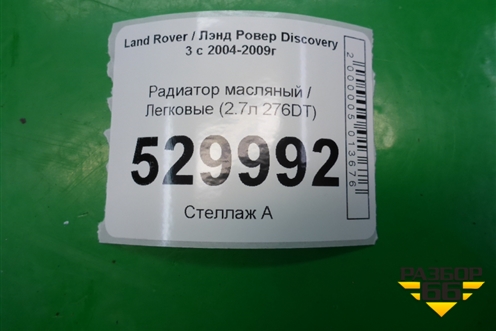 Land Rover / Лэнд Ровер Discovery
3 с 2004-2009г
Радиатор масляный /
Легковые (2.7л 276DT)
529992
Стеллаж А
2000005013676
РАЗБОР
66